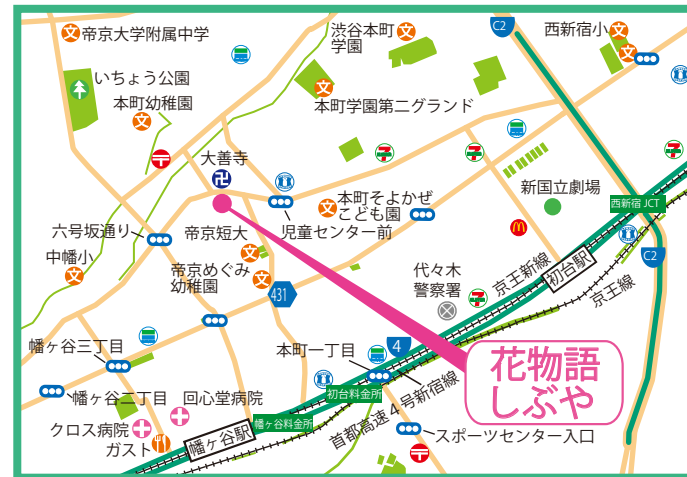 帝京大学附属中学
渋谷本町
学園
C2
西新宿小
いちょう公園
本町幼稚園
本町学園第二グランド
大善寺
新国立劇場
本町そよかぜ
こども園
西新宿JCT
六号坂通り
児童センター前
帝京短大
中幡小
帝京めぐみ
幼稚園
代々木
警察署
京王新線
初台駅
京王線
C2
431
幡ヶ谷三丁目
本町一丁目
4
花物語
しぶや
幡ヶ谷二丁目
回心堂病院
初台料金所
首都高速4号新宿線
クロス病院
ガスト
幡ヶ谷駅
幡ヶ谷料金所
スポーツセンター入口